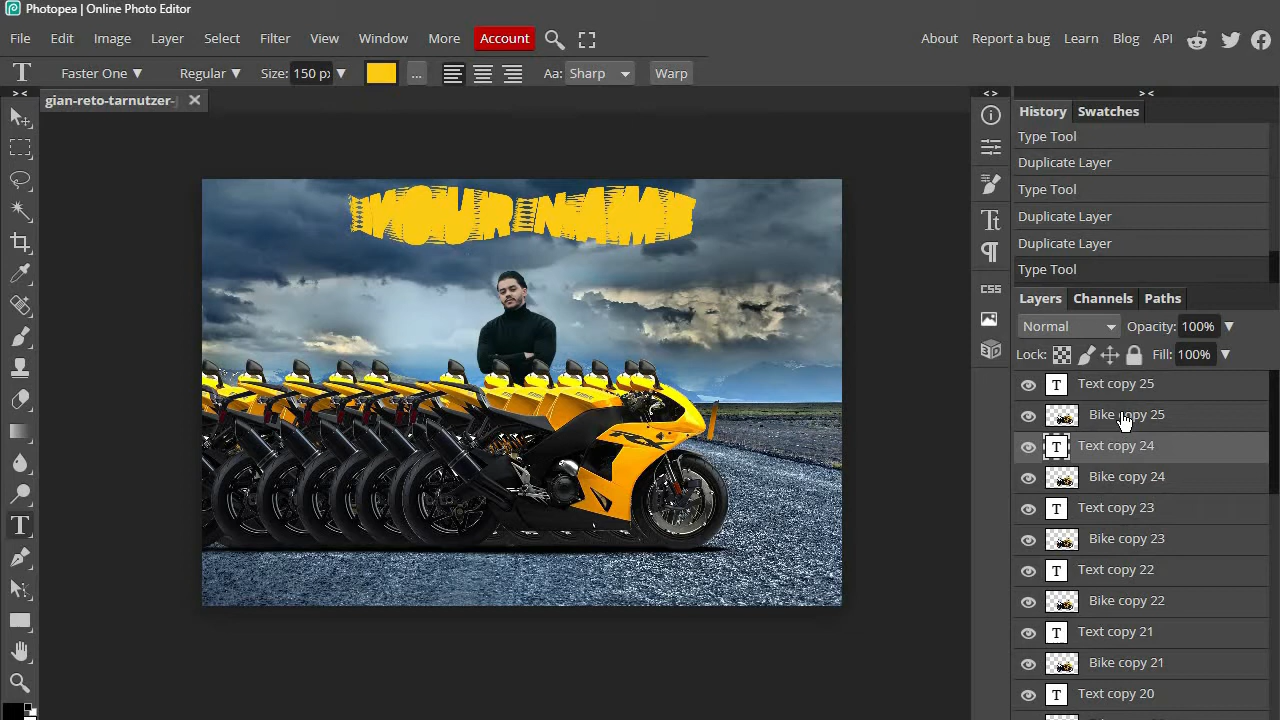 Photopea | Online Photo Editor
File Edit Image Layer Select Filter View Window More Account
About Report a bug Learn Blog API
T Faster One ▼ Regular ▼ Size: 150 px ▼ ... Aa: Sharp Warp
gian-reto-tarnutzer- ✕
History Swatches
Type Tool
Duplicate Layer
Type Tool
Duplicate Layer
Duplicate Layer
Type Tool
Layers Channels Paths
Normal Opacity: 100% ▼
Lock: Fill: 100% ▼
CSS
Text copy 25
Bike copy 25
Text copy 24
Bike copy 24
Text copy 23
Bike copy 23
Text copy 22
Bike copy 22
Text copy 21
Bike copy 21
Text copy 20
YOUR NAME